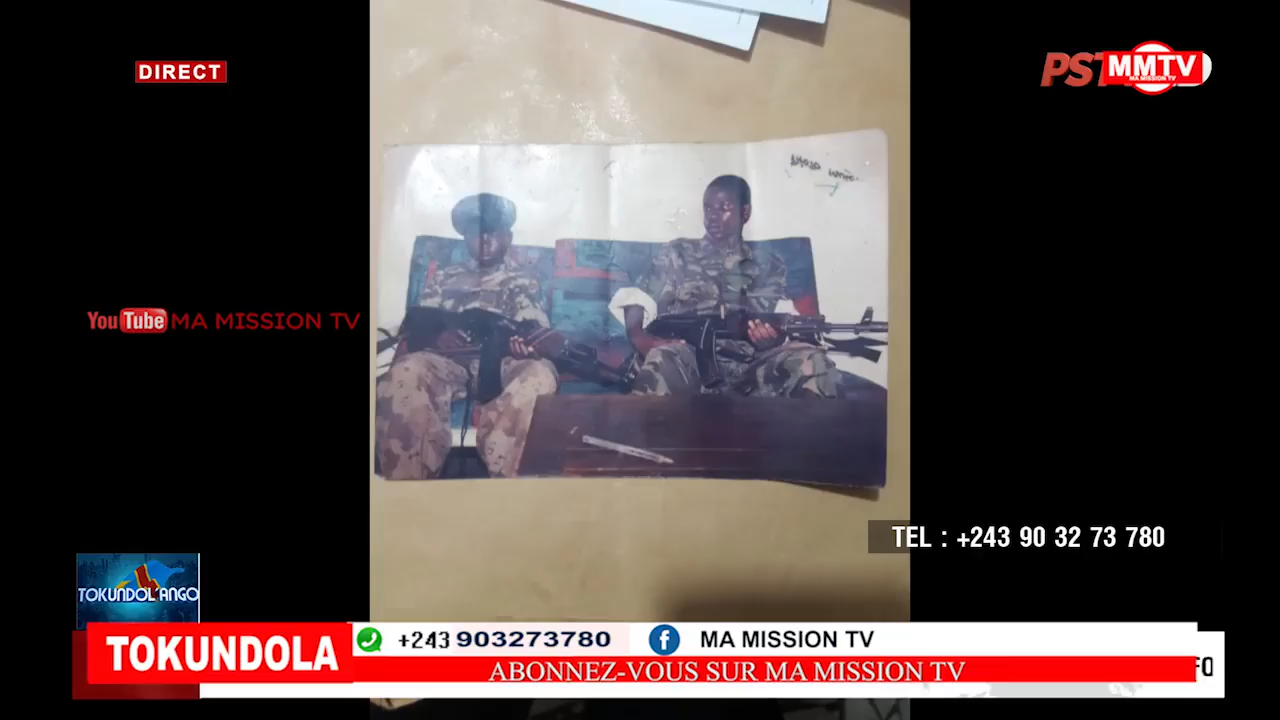 DIRECT
MMTV
MA MISSION TV
YouTube MA MISSION TV
TEL : +243 90 32 73 780
TOKUNDOL'ANGO
TOKUNDOLA
+243 903273780
MA MISSION TV
ABONNEZ-VOUS SUR MA MISSION TV